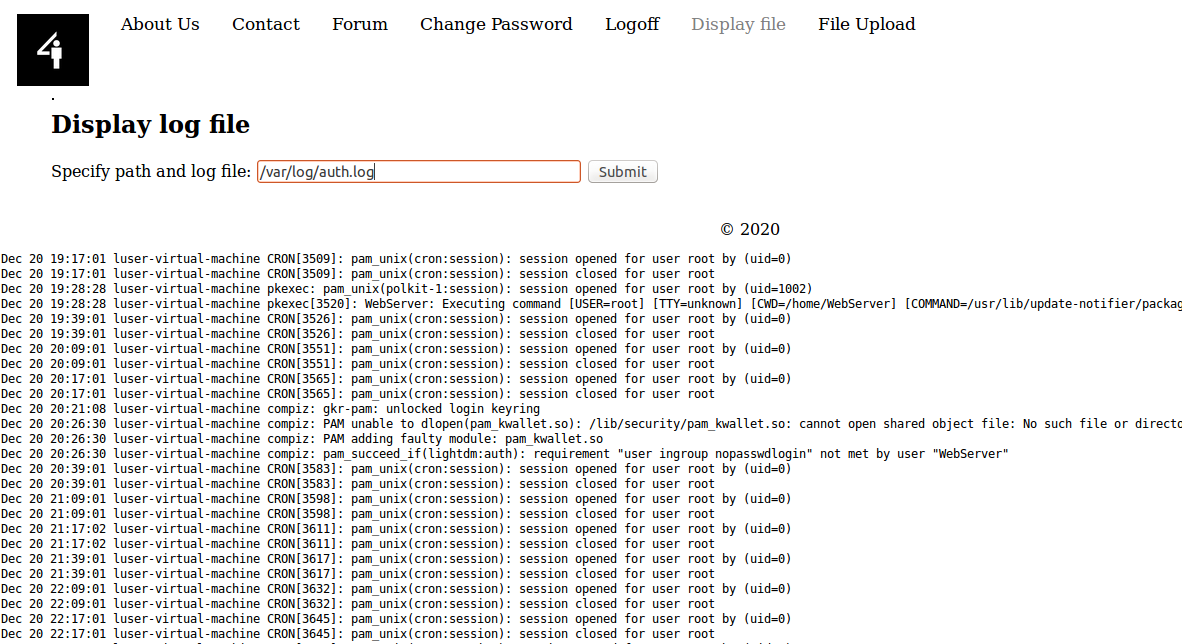 4
About Us Contact Forum Change Password Logoff Display file File Upload
.
Display log file
Specify path and log file: /var/log/auth.log Submit
© 2020
Dec 20 19:17:01 luser-virtual-machine CRON[3509]: pam_unix(cron:session): session opened for user root by (uid=0)
Dec 20 19:17:01 luser-virtual-machine CRON[3509]: pam_unix(cron:session): session closed for user root
Dec 20 19:28:28 luser-virtual-machine pkexec: pam_unix(polkit-1:session): session opened for user root by (uid=1002)
Dec 20 19:28:28 luser-virtual-machine pkexec[3520]: WebServer: Executing command [USER=root] [TTY=unknown] [CWD=/home/WebServer] [COMMAND=/usr/lib/update-notifier/packag
Dec 20 19:39:01 luser-virtual-machine CRON[3526]: pam_unix(cron:session): session opened for user root by (uid=0)
Dec 20 19:39:01 luser-virtual-machine CRON[3526]: pam_unix(cron:session): session closed for user root
Dec 20 20:09:01 luser-virtual-machine CRON[3551]: pam_unix(cron:session): session opened for user root by (uid=0)
Dec 20 20:09:01 luser-virtual-machine CRON[3551]: pam_unix(cron:session): session closed for user root
Dec 20 20:17:01 luser-virtual-machine CRON[3565]: pam_unix(cron:session): session opened for user root by (uid=0)
Dec 20 20:17:01 luser-virtual-machine CRON[3565]: pam_unix(cron:session): session closed for user root
Dec 20 20:21:08 luser-virtual-machine compiz: gkr-pam: unlocked login keyring
Dec 20 20:26:30 luser-virtual-machine compiz: PAM unable to dlopen(pam_kwallet.so): /lib/security/pam_kwallet.so: cannot open shared object file: No such file or directo
Dec 20 20:26:30 luser-virtual-machine compiz: PAM adding faulty module: pam_kwallet.so
Dec 20 20:26:30 luser-virtual-machine compiz: pam_succeed_if(lightdm:auth): requirement "user ingroup nopasswdlogin" not met by user "WebServer"
Dec 20 20:39:01 luser-virtual-machine CRON[3583]: pam_unix(cron:session): session opened for user root by (uid=0)
Dec 20 20:39:01 luser-virtual-machine CRON[3583]: pam_unix(cron:session): session closed for user root
Dec 20 21:09:01 luser-virtual-machine CRON[3598]: pam_unix(cron:session): session opened for user root by (uid=0)
Dec 20 21:09:01 luser-virtual-machine CRON[3598]: pam_unix(cron:session): session closed for user root
Dec 20 21:17:02 luser-virtual-machine CRON[3611]: pam_unix(cron:session): session opened for user root by (uid=0)
Dec 20 21:17:02 luser-virtual-machine CRON[3611]: pam_unix(cron:session): session closed for user root
Dec 20 21:39:01 luser-virtual-machine CRON[3617]: pam_unix(cron:session): session opened for user root by (uid=0)
Dec 20 21:39:01 luser-virtual-machine CRON[3617]: pam_unix(cron:session): session closed for user root
Dec 20 22:09:01 luser-virtual-machine CRON[3632]: pam_unix(cron:session): session opened for user root by (uid=0)
Dec 20 22:09:01 luser-virtual-machine CRON[3632]: pam_unix(cron:session): session closed for user root
Dec 20 22:17:01 luser-virtual-machine CRON[3645]: pam_unix(cron:session): session opened for user root by (uid=0)
Dec 20 22:17:01 luser-virtual-machine CRON[3645]: pam_unix(cron:session): session closed for user root